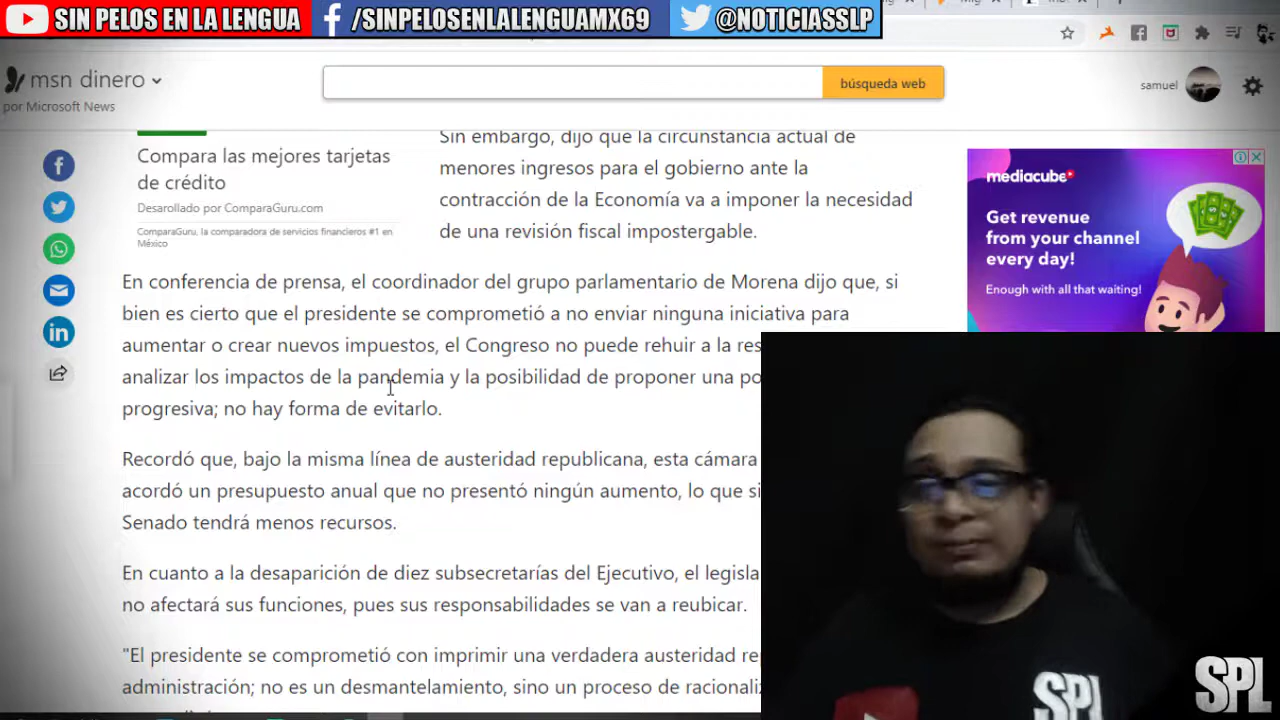 SIN PELOS EN LA LENGUA
/SINPELOSENLALENGUAMX69
@NOTICIASSLP
msn dinero
por Microsoft News
búsqueda web
samuel
Compara las mejores tarjetas
de crédito
Desarollado por ComparaGuru.com
ComparaGuru, la comparadora de servicios financieros #1 en
México
Sin embargo, dijo que la circunstancia actual de
menores ingresos para el gobierno ante la
contracción de la Economía va a imponer la necesidad
de una revisión fiscal impostergable.
mediacube
Get revenue
from your channel
every day!
Enough with all that waiting!
En conferencia de prensa, el coordinador del grupo parlamentario de Morena dijo que, si
bien es cierto que el presidente se comprometió a no enviar ninguna iniciativa para
aumentar o crear nuevos impuestos, el Congreso no puede rehuir a la
analizar los impactos de la pandemia y la posibilidad de proponer una
progresiva; no hay forma de evitarlo.
Recordó que, bajo la misma línea de austeridad republicana, esta cámara
acordó un presupuesto anual que no presentó ningún aumento, lo que
Senado tendrá menos recursos.
En cuanto a la desaparición de diez subsecretarías del Ejecutivo, el
no afectará sus funciones, pues sus responsabilidades se van a reubicar.
"El presidente se comprometió con imprimir una verdadera austeridad
administración; no es un desmantelamiento, sino un proceso de
SPL
SPL